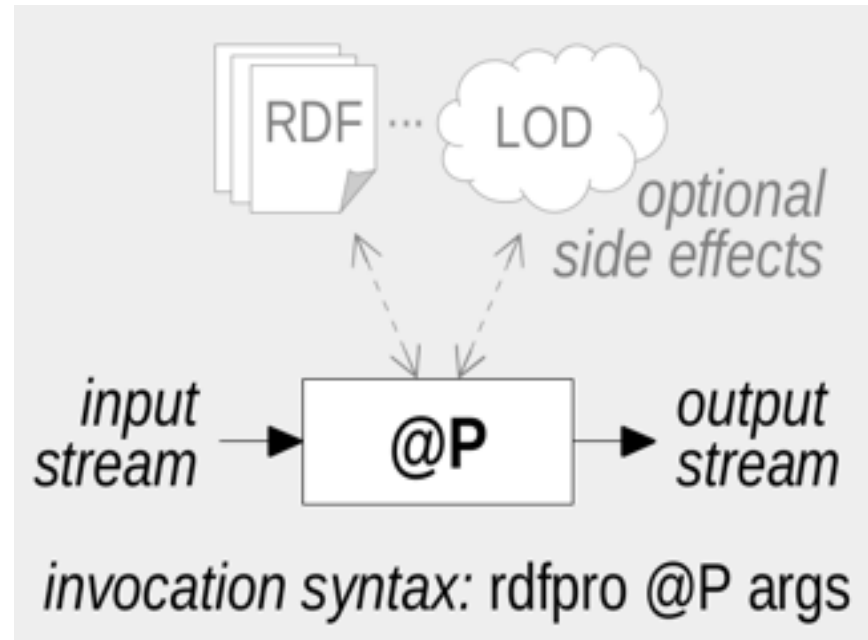 RDF ... LOD
optional
side effects
input
stream
@P
output
stream
invocation syntax: rdfpro @P args